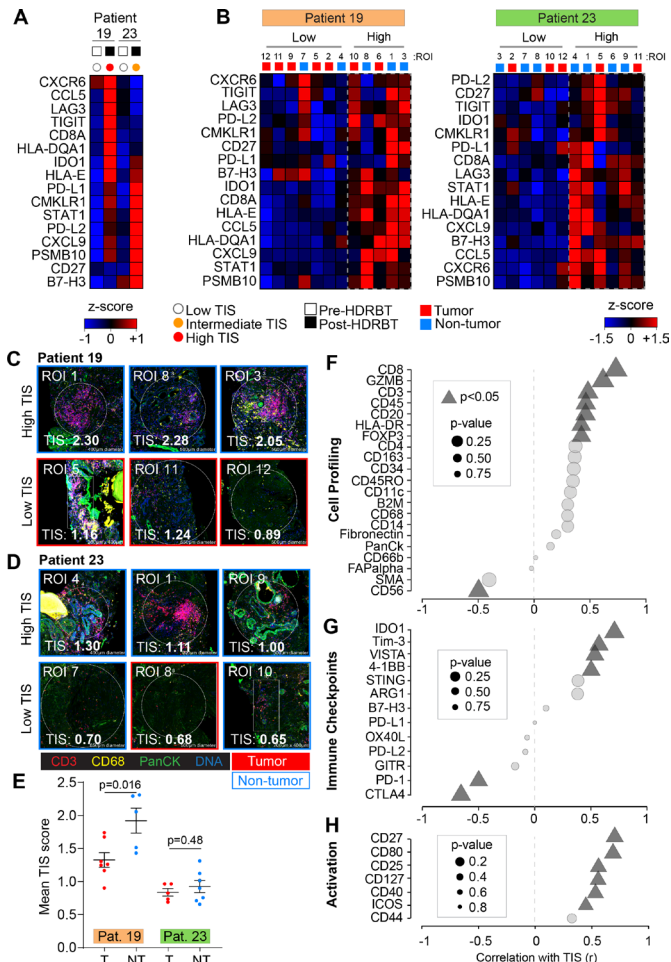 A
Patient
19 23
CXCR6
CCL5
LAG3
TIGIT
CD8A
HLA-DQA1
IDO1
HLA-E
PD-L1
CMKLR1
STAT1
PD-L2
CXCL9
PSMB10
CD27
B7-H3
z-score
-1 0 +1
B
Patient 19
Low High
12 11 9 7 5 2 4 10 8 6 1 3 :ROI
CXCR6
TIGIT
LAG3
PD-L2
CMKLR1
CD27
PD-L1
B7-H3
IDO1
CD8A
HLA-E
CCL5
HLA-DQA1
CXCL9
STAT1
PSMB10
Patient 23
Low High
3 2 7 8 10 12 4 1 5 6 9 11 :ROI
PD-L2
CD27
TIGIT
IDO1
CMKLR1
PD-L1
CD8A
LAG3
STAT1
HLA-E
HLA-DQA1
CXCL9
B7-H3
CCL5
CXCR6
PSMB10
Low TIS
Intermediate TIS
High TIS
Pre-HDRBT
Post-HDRBT
Tumor
Non-tumor
z-score
-1.5 0 +1.5
C
Patient 19
High TIS
ROI 1 ROI 8 ROI 3
TIS: 2.30 TIS: 2.28 TIS: 2.05
Low TIS
ROI 5 ROI 11 ROI 12
TIS: 1.16 TIS: 1.24 TIS: 0.89
D
Patient 23
High TIS
ROI 4 ROI 1 ROI 9
TIS: 1.30 TIS: 1.11 TIS: 1.00
Low TIS
ROI 7 ROI 8 ROI 10
TIS: 0.70 TIS: 0.68 TIS: 0.65
CD3 CD68 PanCK DNA Tumor
Non-tumor
E
Mean TIS score
2.5
2.0
1.5
1.0
0.5
0.0
p=0.016
p=0.48
Pat. 19 Pat. 23
T NT T NT
F
Cell Profiling
CD8
GZMB
CD3
CD45
CD20
HLA-DR
FOXP3
CD4
CD163
CD34
CD45RO
CD11c
B2M
CD68
CD14
Fibronectin
PanCk
CD66b
FAPalpha
SMA
CD56
p<0.05
p-value
0.25
0.50
0.75
-1 -0.5 0 0.5 1
G
Immune Checkpoints
IDO1
Tim-3
VISTA
4-1BB
STING
ARG1
B7-H3
PD-L1
OX40L
PD-L2
GITR
PD-1
CTLA4
p-value
0.25
0.50
0.75
-1 -0.5 0 0.5 1
H
Activation
CD27
CD80
CD25
CD127
CD40
ICOS
CD44
p-value
0.2
0.4
0.6
0.8
-1 -0.5 0 0.5 1
Correlation with TIS (r)